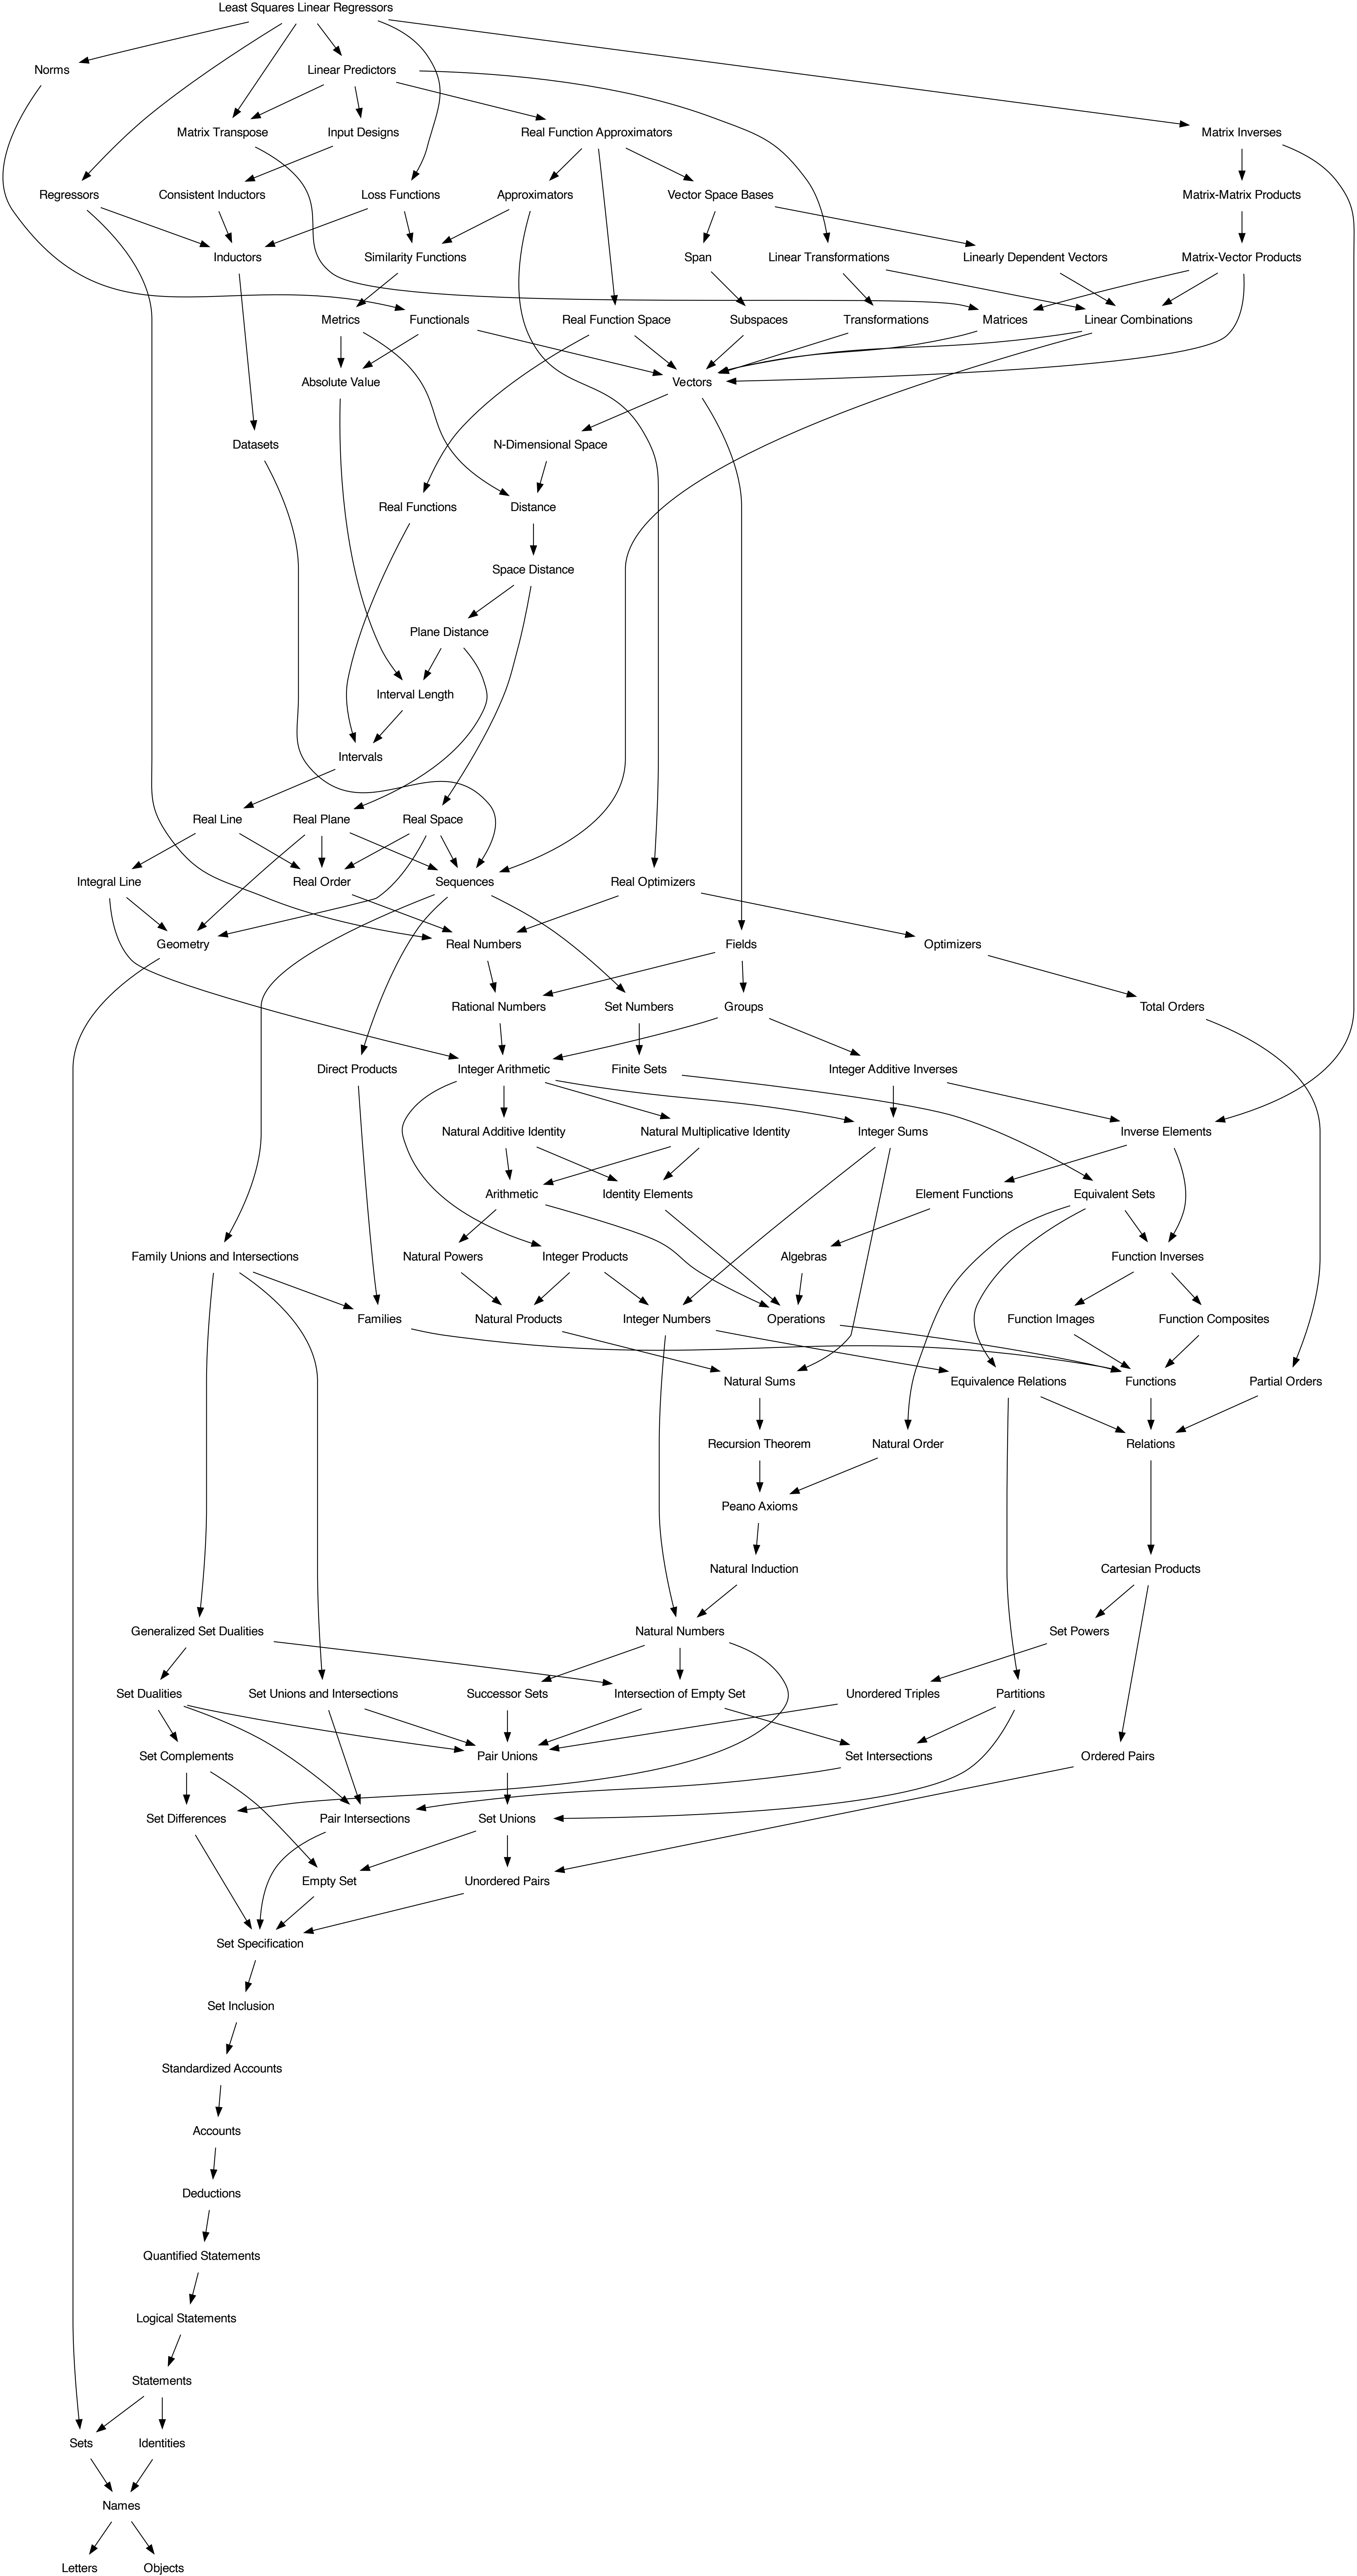 Least Squares Linear Regressors
Norms
Linear Predictors
Matrix Transpose
Input Designs
Real Function Approximators
Matrix Inverses
Regressors
Consistent Inductors
Loss Functions
Approximators
Vector Space Bases
Matrix-Matrix Products
Inductors
Similarity Functions
Span
Linear Transformations
Linearly Dependent Vectors
Matrix-Vector Products
Metrics
Functionals
Real Function Space
Subspaces
Transformations
Matrices
Linear Combinations
Absolute Value
Vectors
Datasets
N-Dimensional Space
Real Functions
Distance
Space Distance
Plane Distance
Interval Length
Intervals
Real Line
Real Plane
Real Space
Integral Line
Real Order
Sequences
Real Optimizers
Geometry
Real Numbers
Fields
Optimizers
Rational Numbers
Set Numbers
Groups
Total Orders
Direct Products
Integer Arithmetic
Finite Sets
Integer Additive Inverses
Natural Additive Identity
Natural Multiplicative Identity
Integer Sums
Inverse Elements
Arithmetic
Identity Elements
Element Functions
Equivalent Sets
Family Unions and Intersections
Natural Powers
Integer Products
Algebras
Function Inverses
Families
Natural Products
Integer Numbers
Operations
Function Images
Function Composites
Natural Sums
Equivalence Relations
Functions
Partial Orders
Recursion Theorem
Natural Order
Relations
Peano Axioms
Natural Induction
Cartesian Products
Generalized Set Dualities
Natural Numbers
Set Powers
Set Dualities
Set Unions and Intersections
Successor Sets
Intersection of Empty Set
Unordered Triples
Partitions
Set Complements
Pair Unions
Set Intersections
Ordered Pairs
Set Differences
Pair Intersections
Set Unions
Empty Set
Unordered Pairs
Set Specification
Set Inclusion
Standardized Accounts
Accounts
Deductions
Quantified Statements
Logical Statements
Statements
Sets
Identities
Names
Letters
Objects